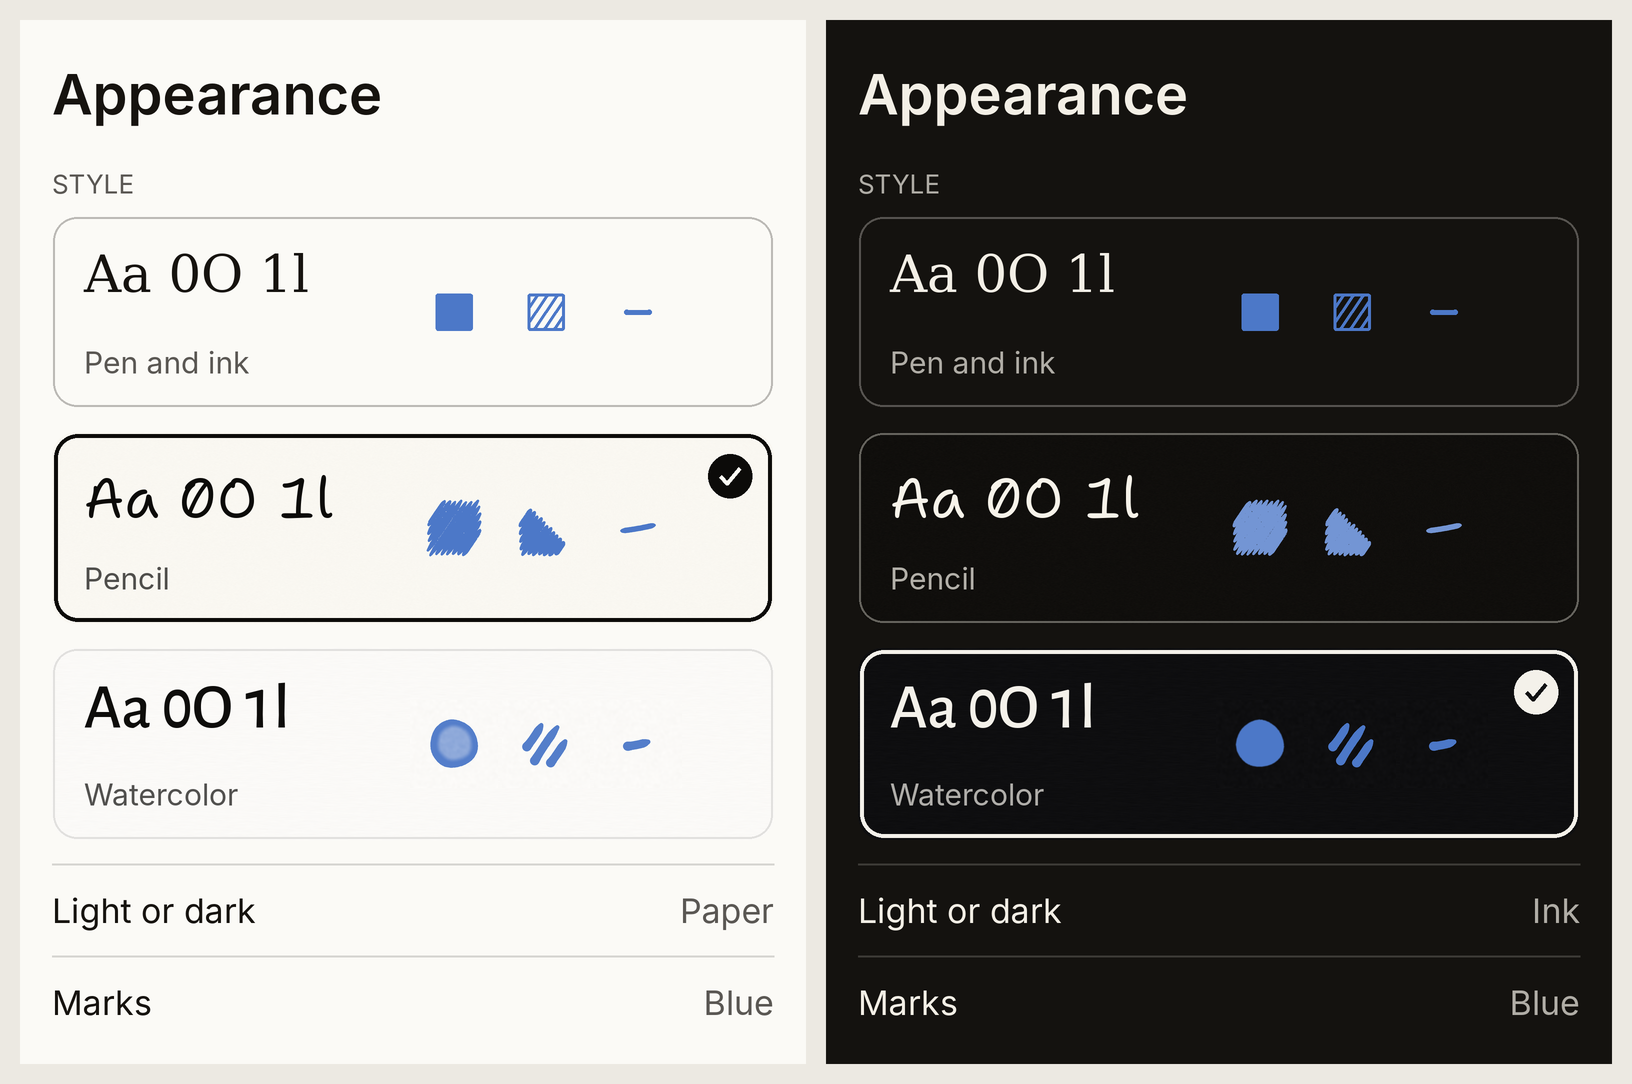 Appearance
STYLE
Aa 0O 1l
Pen and ink
Aa 0O 1l
Pencil
Aa 0O 1l
Watercolor
Light or dark Paper
Marks Blue
Appearance
STYLE
Aa 0O 1l
Pen and ink
Aa 0O 1l
Pencil
Aa 0O 1l
Watercolor
Light or dark Ink
Marks Blue